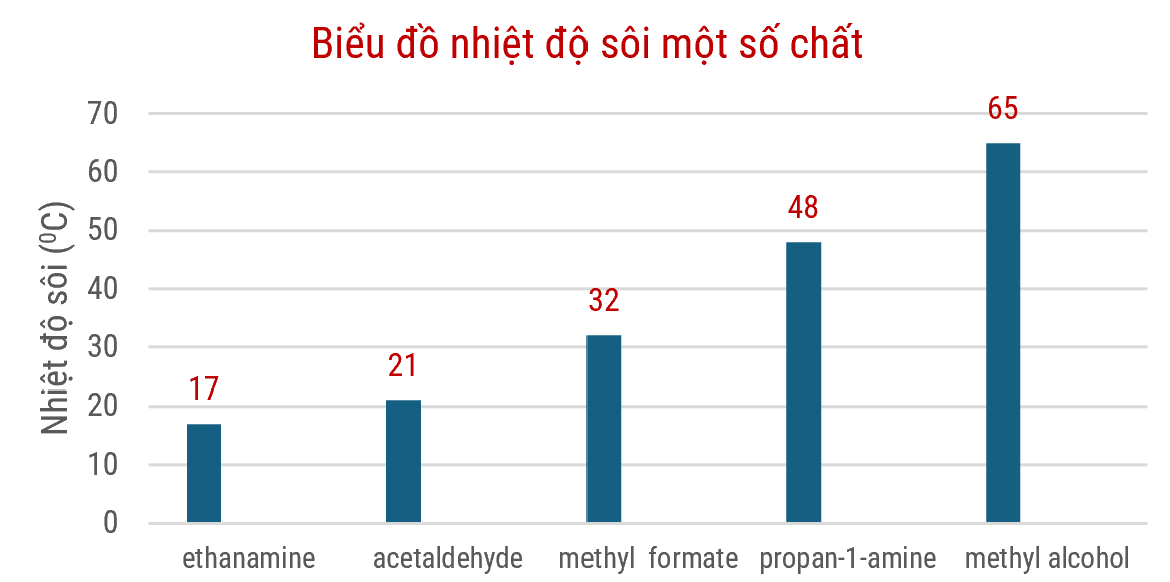 Biểu đồ nhiệt độ sôi một số chất
Nhiệt độ sôi (⁰C)
70
60
50
40
30
20
10
0
17
21
32
48
65
ethanamine
acetaldehyde
methyl formate
propan-1-amine
methyl alcohol